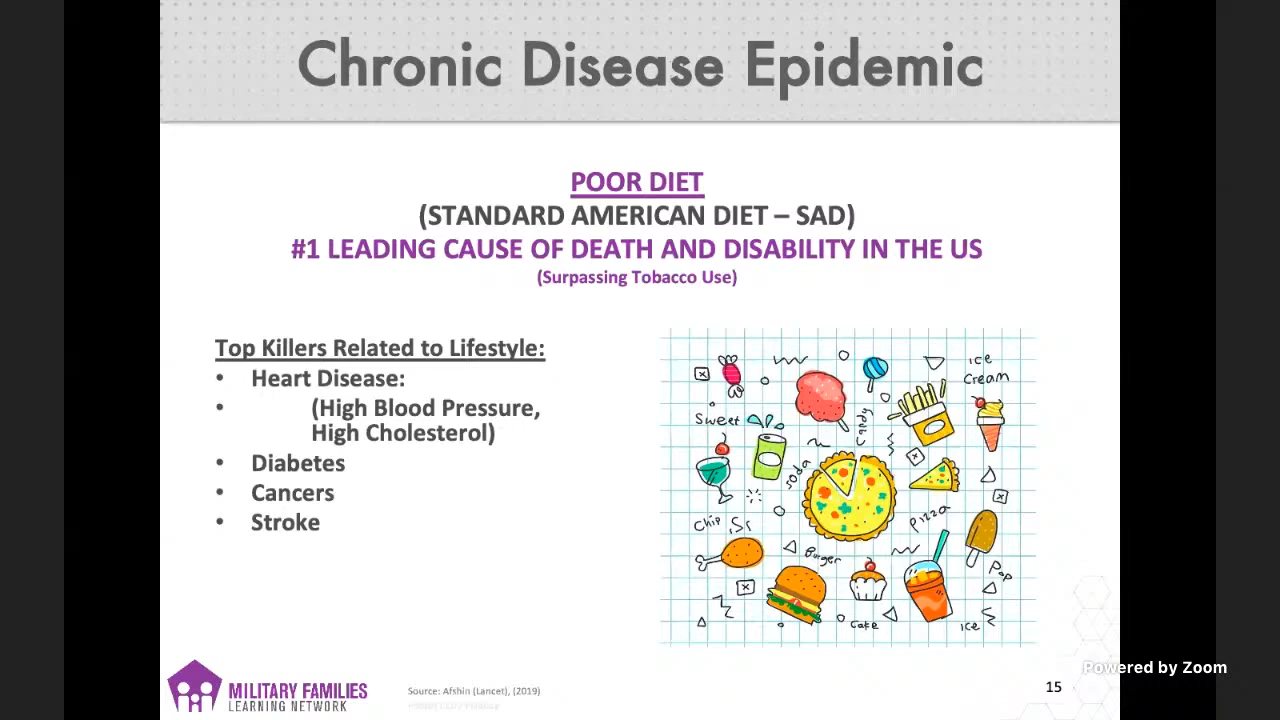 Chronic Disease Epidemic
POOR DIET
(STANDARD AMERICAN DIET – SAD)
#1 LEADING CAUSE OF DEATH AND DISABILITY IN THE US
(Surpassing Tobacco Use)
Top Killers Related to Lifestyle:
• Heart Disease:
• (High Blood Pressure,
High Cholesterol)
• Diabetes
• Cancers
• Stroke
ice
cream
Sweet
candy
soda
chip,
pizza
Burger
Pop
cake
ice
MILITARY FAMILIES
LEARNING NETWORK
Source: Afshin (Lancet), (2019)
15
Powered by Zoom